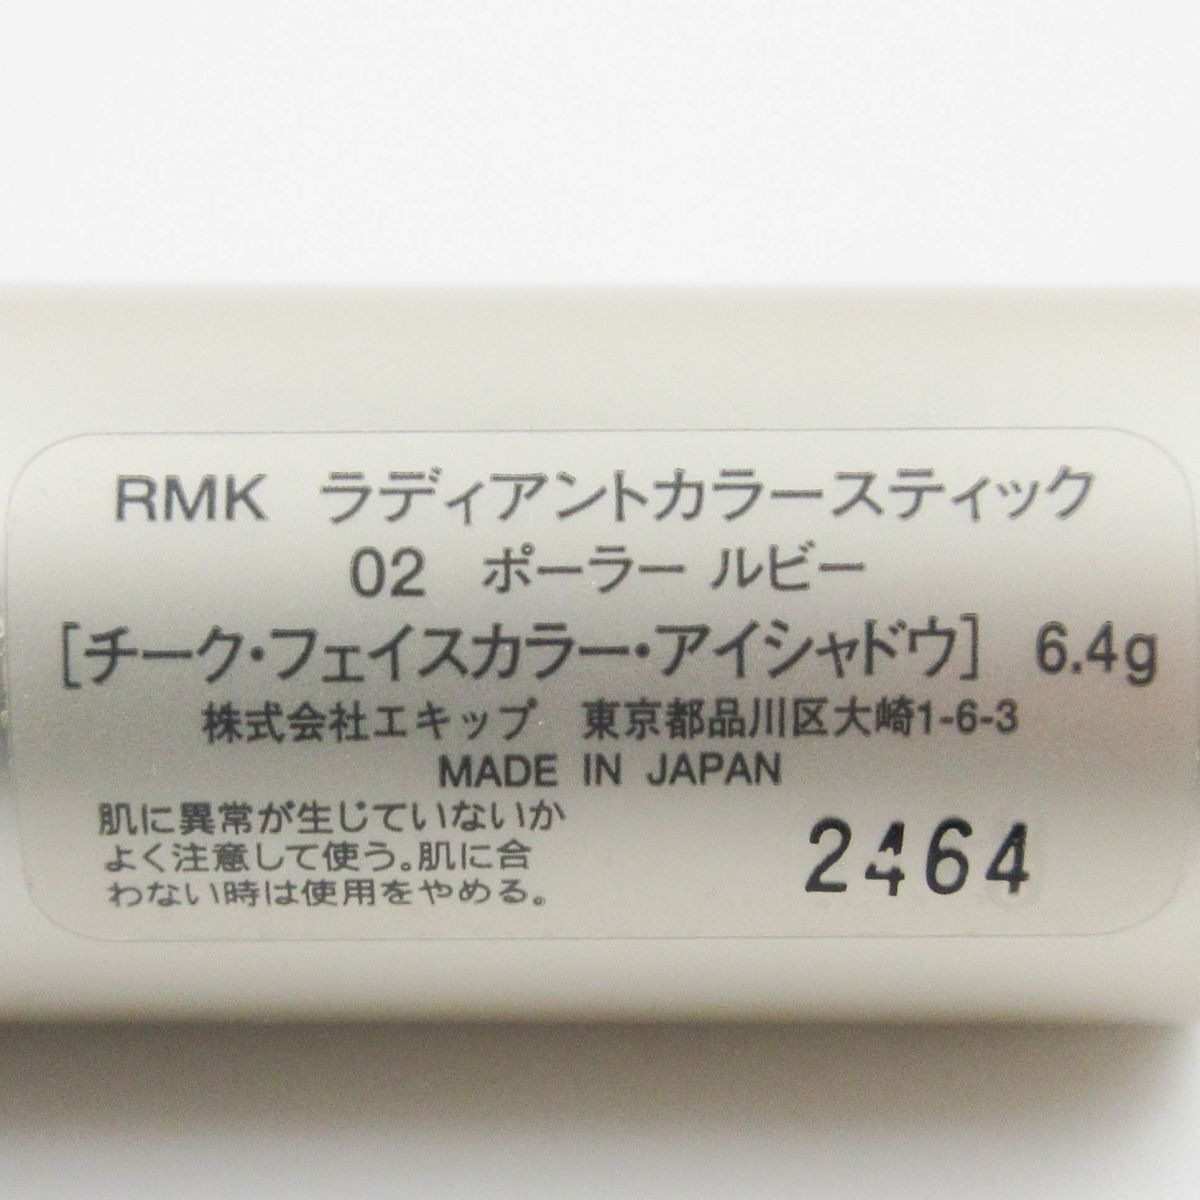 RMK ラディアントカラースティック
02 ポーラー ルビー
[チーク・フェイスカラー・アイシャドウ] 6.4g
株式会社エキップ 東京都品川区大崎1-6-3
MADE IN JAPAN
肌に異常が生じていないか
よく注意して使う。肌に合
わない時は使用をやめる。
2464